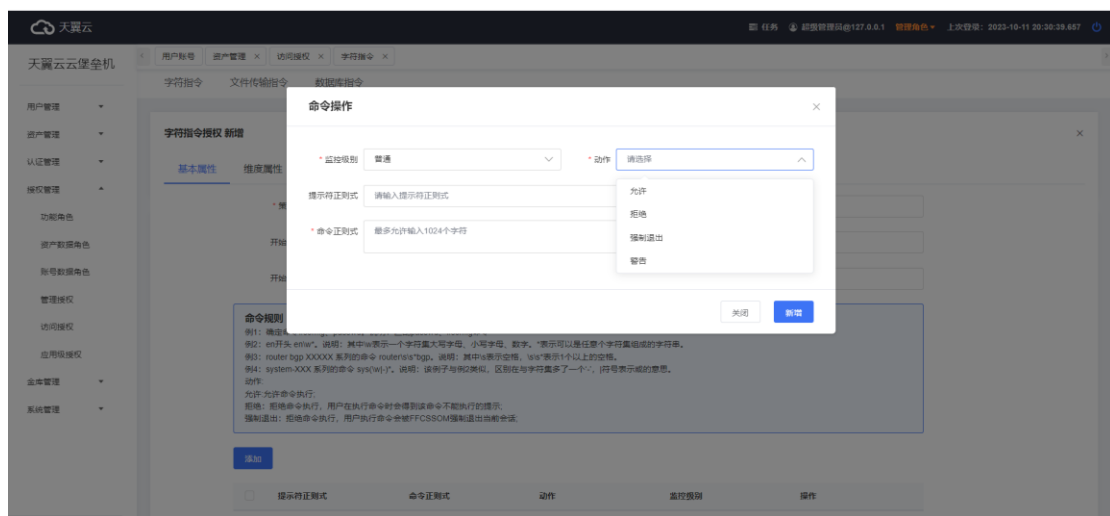 天翼云
任务 超级管理员@127.0.0.1 管理角色 上次登录：2023-10-11 20:30:39.657
天翼云云堡垒机
用户账号 资产管理 × 访问授权 × 字符指令 ×
字符指令 文件传输指令 数据库指令
用户管理
资产管理
认证管理
授权管理
功能角色
资产数据角色
账号数据角色
管理授权
访问授权
应用级授权
金库管理
系统管理
字符指令授权 新增 ×
基本属性 维度属性
开始
开始
命令操作 ×
* 监控级别 普通 * 动作 请选择
允许
拒绝
强制退出
警告
提示符正则式 请输入提示符正则式
* 命令正则式 最多允许输入1024个字符
关闭 新增
命令规则
例2：en开头 en\w*。说明：其中\w表示一个字符集大写字母、小写字母、数字。*表示可以是任意个字符集组成的字符串。
例3：router bgp XXXXX 系列的命令 router\s\s*bgp。说明：其中\s表示空格，\s\s*表示1个以上的空格。
例4：system-XXX 系列的命令 sys(\w|-)*。说明：该例子与例2类似，区别在与字符集多了一个'-'，|符号表示或的意思。
动作:
允许:允许命令执行;
拒绝：拒绝命令执行，用户在执行命令时会得到该命令不能执行的提示;
强制退出：拒绝命令执行，用户执行命令会被FFCSSOM强制退出当前会话;
添加
提示符正则式 命令正则式 动作 监控级别 操作